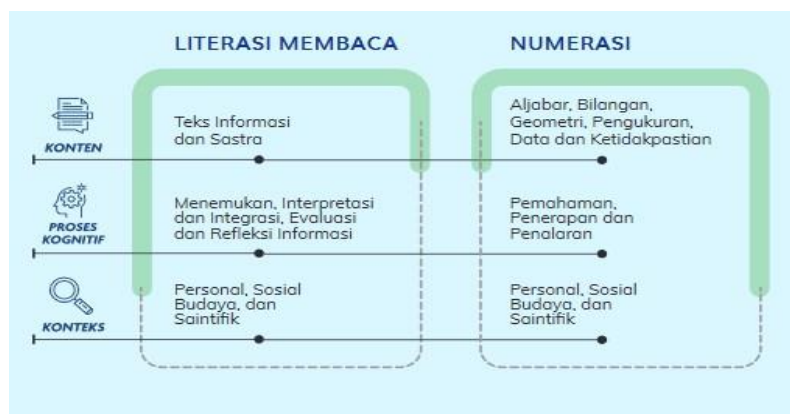 LITERASI MEMBACA
NUMERASI
KONTEN
Teks Informasi
dan Sastra
Aljabar, Bilangan,
Geometri, Pengukuran,
Data dan Ketidakpastian
PROSES
KOGNITIF
Menemukan, Interpretasi
dan Integrasi, Evaluasi
dan Refleksi Informasi
Pemahaman,
Penerapan dan
Penalaran
KONTEKS
Personal, Sosial
Budaya, dan
Saintifik
Personal, Sosial
Budaya, dan
Saintifik